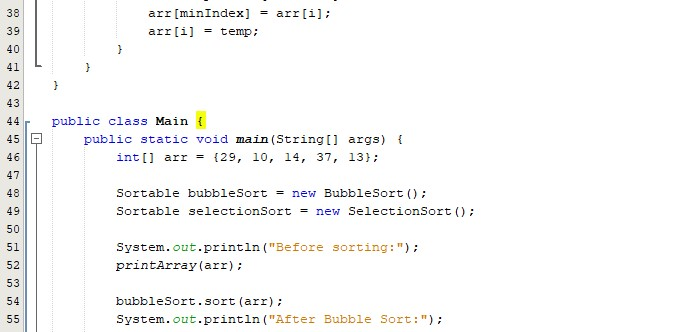 38 arr[minIndex] = arr[i];
39 arr[i] = temp;
40 }
41 }
42 }
43
44 public class Main {
45 public static void main(String[] args) {
46 int[] arr = {29, 10, 14, 37, 13};
47
48 Sortable bubbleSort = new BubbleSort();
49 Sortable selectionSort = new SelectionSort();
50
51 System.out.println("Before sorting:");
52 printArray(arr);
53
54 bubbleSort.sort(arr);
55 System.out.println("After Bubble Sort:");